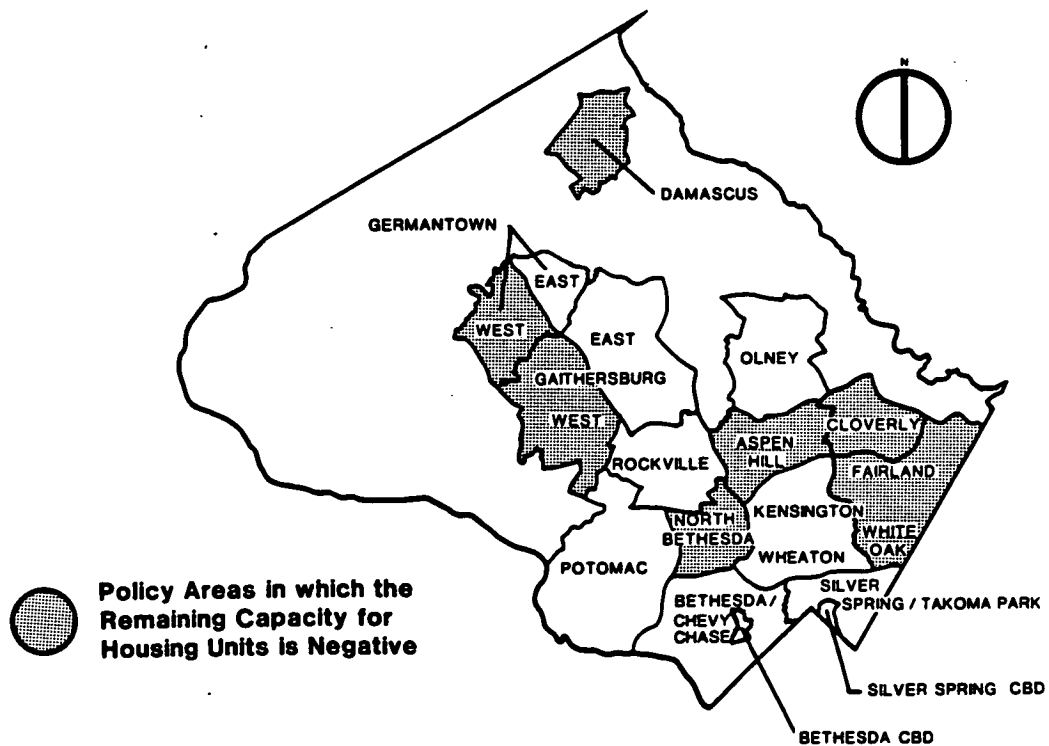 N
DAMASCUS
GERMANTOWN
EAST
WEST
EAST
OLNEY
GAITHERSBURG
WEST
CLOVERLY
ASPEN
HILL
ROCKVILLE
FAIRLAND
KENSINGTON
NORTH
BETHESDA
WHITE
OAK
WHEATON
POTOMAC
SILVER
SPRING / TAKOMA PARK
BETHESDA/
CHEVY
CHASE
Policy Areas in which the
Remaining Capacity for
Housing Units is Negative
SILVER SPRING CBD
BETHESDA CBD